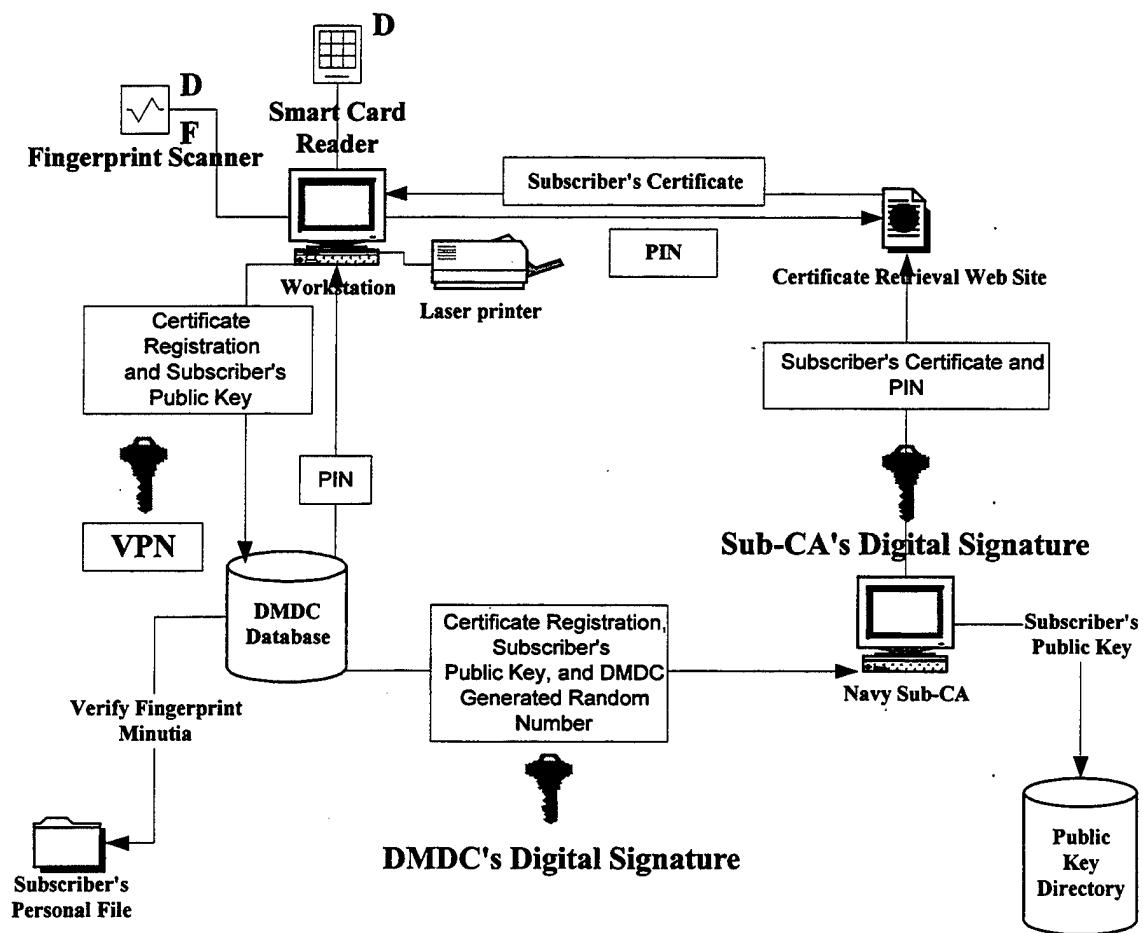 D
Smart Card
Reader
D
F
Fingerprint Scanner
Subscriber's Certificate
PIN
Certificate Retrieval Web Site
Workstation
Laser printer
Certificate
Registration
and Subscriber's
Public Key
Subscriber's Certificate and
PIN
PIN
VPN
Sub-CA's Digital Signature
DMDC
Database
Certificate Registration,
Subscriber's
Public Key, and DMDC
Generated Random
Number
Navy Sub-CA
Subscriber's
Public Key
Verify Fingerprint
Minutia
DMDC's Digital Signature
Subscriber's
Personal File
Public
Key
Directory